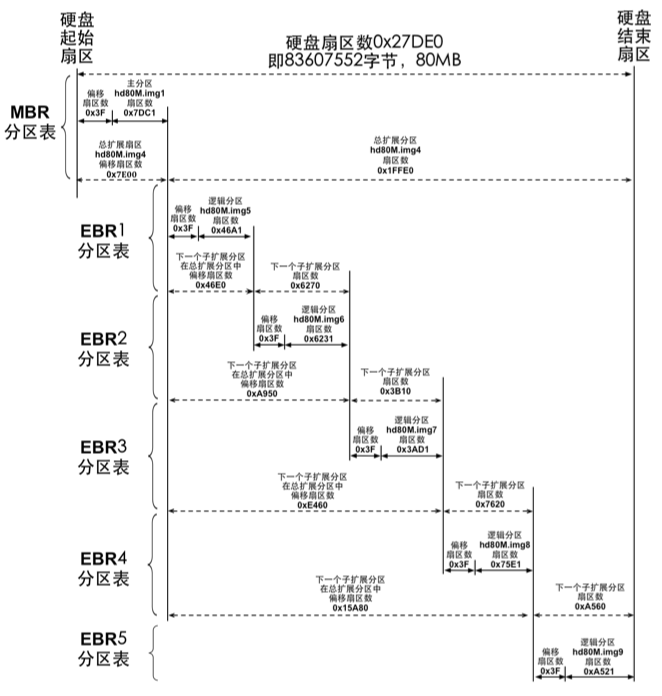 硬盘
起始
扇区
硬盘扇区数0x27DE0
即83607552字节，80MB
硬盘
结束
扇区
MBR
分区表
偏移
扇区数
0x3F
主分区
hd80M.img1
扇区数
0x7DC1
总扩展扇区
hd80M.img4
偏移扇区数
0x7E00
总扩展分区
hd80M.img4
扇区数
0x1FFE0
EBR1
分区表
偏移
扇区数
0x3F
逻辑分区
hd80M.img5
扇区数
0x46A1
下一个子扩展分区
在总扩展分区中
偏移扇区数
0x46E0
下一个子扩展分区
扇区数
0x6270
EBR2
分区表
偏移
扇区数
0x3F
逻辑分区
hd80M.img6
扇区数
0x6231
下一个子扩展分区
在总扩展分区中
偏移扇区数
0xA950
下一个子扩展分区
扇区数
0x3B10
EBR3
分区表
偏移
扇区数
0x3F
逻辑分区
hd80M.img7
扇区数
0x3AD1
下一个子扩展分区
在总扩展分区中
偏移扇区数
0xE460
下一个子扩展分区
扇区数
0x7620
EBR4
分区表
偏移
扇区数
0x3F
逻辑分区
hd80M.img8
扇区数
0x75E1
下一个子扩展分区
在总扩展分区中
偏移扇区数
0x15A80
下一个子扩展分区
扇区数
0xA560
EBR5
分区表
偏移
扇区数
0x3F
逻辑分区
hd80M.img9
扇区数
0xA521